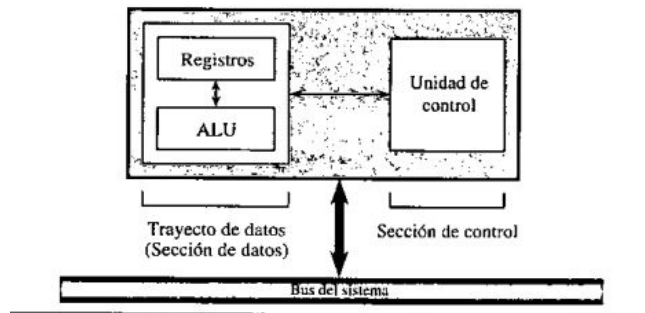 Registros
ALU
Unidad de
control
Trayecto de datos
(Sección de datos)
Sección de control
Bus del sistema